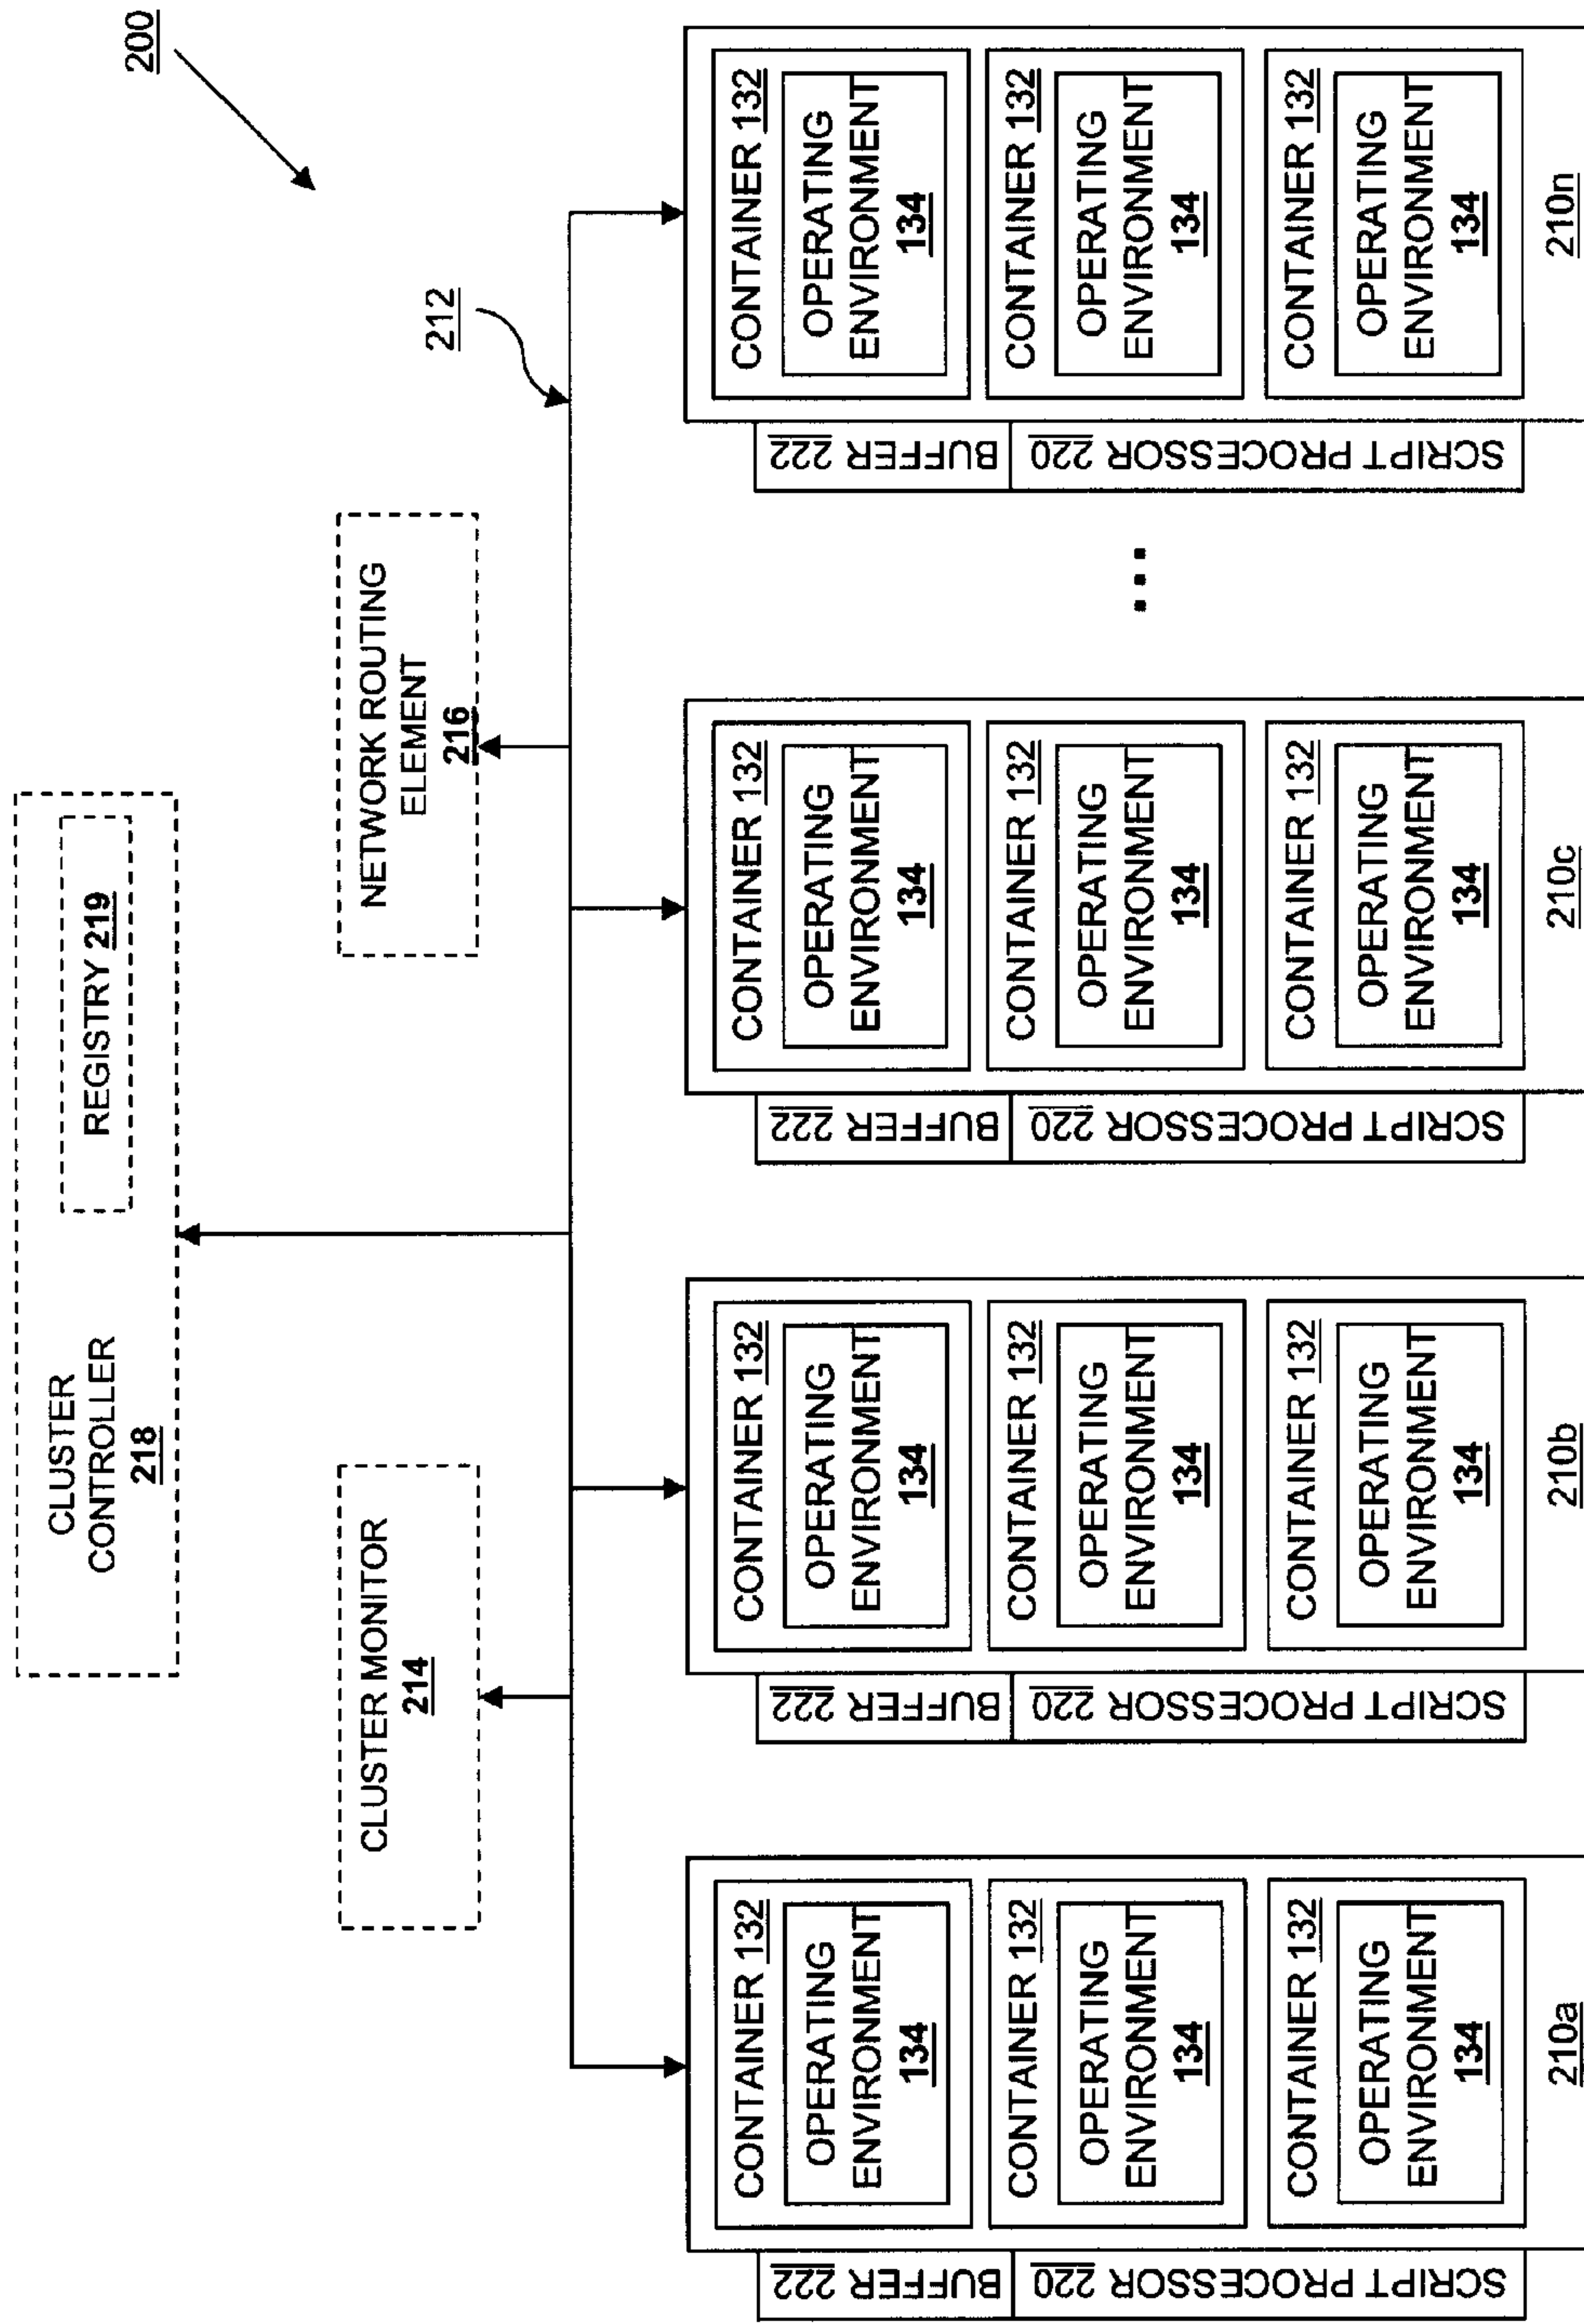 200
CLUSTER
CONTROLLER
218
REGISTRY 219
CLUSTER MONITOR
214
NETWORK ROUTING
ELEMENT
216
212
BUFFER 222
SCRIPT PROCESSOR 220
CONTAINER 132
OPERATING
ENVIRONMENT
134
CONTAINER 132
OPERATING
ENVIRONMENT
134
CONTAINER 132
OPERATING
ENVIRONMENT
134
210a
BUFFER 222
SCRIPT PROCESSOR 220
CONTAINER 132
OPERATING
ENVIRONMENT
134
CONTAINER 132
OPERATING
ENVIRONMENT
134
CONTAINER 132
OPERATING
ENVIRONMENT
134
210b
BUFFER 222
SCRIPT PROCESSOR 220
CONTAINER 132
OPERATING
ENVIRONMENT
134
CONTAINER 132
OPERATING
ENVIRONMENT
134
CONTAINER 132
OPERATING
ENVIRONMENT
134
210c
...
BUFFER 222
SCRIPT PROCESSOR 220
CONTAINER 132
OPERATING
ENVIRONMENT
134
CONTAINER 132
OPERATING
ENVIRONMENT
134
CONTAINER 132
OPERATING
ENVIRONMENT
134
210n